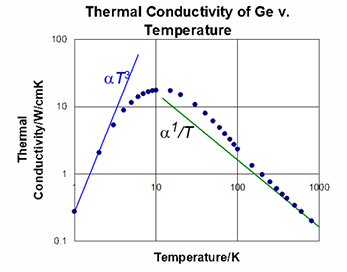 Thermal Conductivity of Ge v.
Temperature
100
10
1
0.1
Thermal
Conductivity/W/cmK
αT³
α¹/T
1
10
100
1000
Temperature/K